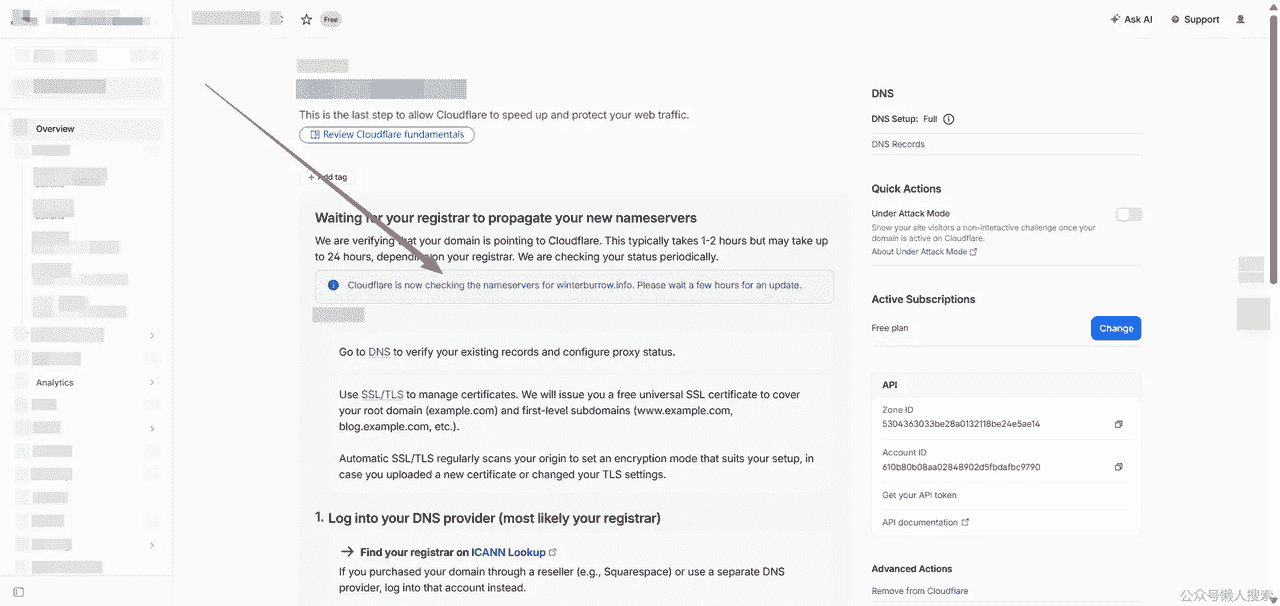 Free
Ask AI
Support
Overview
Analytics
This is the last step to allow Cloudflare to speed up and protect your web traffic.
Review Cloudflare fundamentals
+ Add tag
Waiting for your registrar to propagate your new nameservers
We are verifying that your domain is pointing to Cloudflare. This typically takes 1-2 hours but may take up
to 24 hours, depending on your registrar. We are checking your status periodically.
Cloudflare is now checking the nameservers for winterburrow.info. Please wait a few hours for an update.
Go to DNS to verify your existing records and configure proxy status.
Use SSL/TLS to manage certificates. We will issue you a free universal SSL certificate to cover
your root domain (example.com) and first-level subdomains (www.example.com,
blog.example.com, etc.).
Automatic SSL/TLS regularly scans your origin to set an encryption mode that suits your setup, in
case you uploaded a new certificate or changed your TLS settings.
1. Log into your DNS provider (most likely your registrar)
Find your registrar on ICANN Lookup
If you purchased your domain through a reseller (e.g., Squarespace) or use a separate DNS
provider, log into that account instead.
DNS
DNS Setup: Full
DNS Records
Quick Actions
Under Attack Mode
Show your site visitors a non-interactive challenge once your
domain is active on Cloudflare.
About Under Attack Mode
Active Subscriptions
Free plan
Change
API
Zone ID
5304363033be28a0132118be24e5ae14
Account ID
610b80b08aa02848902d5fbdafbc9790
Get your API token
API documentation
Advanced Actions
Remove from Cloudflare
公众号懒人搜索